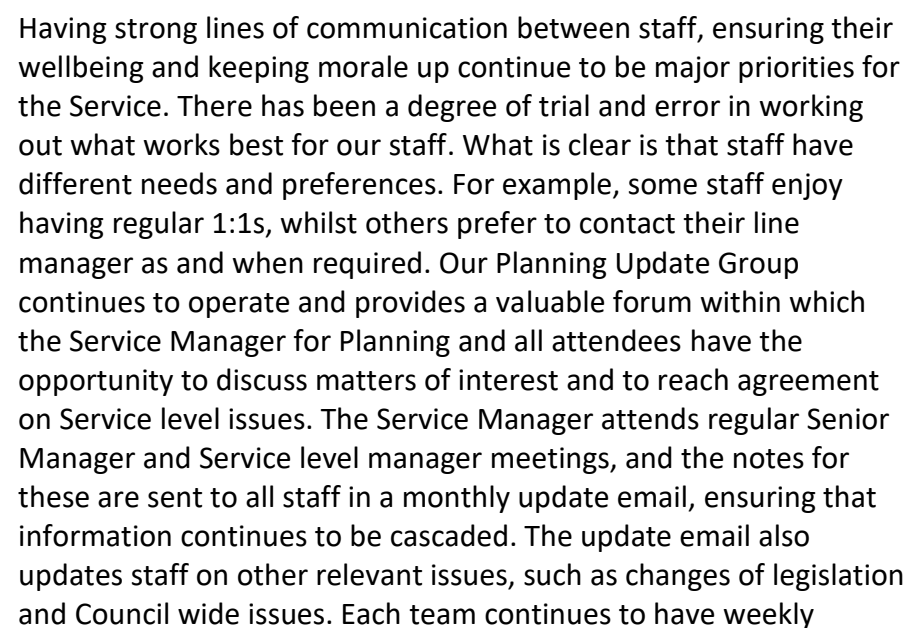 Having strong lines of communication between staff, ensuring their
wellbeing and keeping morale up continue to be major priorities for
the Service. There has been a degree of trial and error in working
out what works best for our staff. What is clear is that staff have
different needs and preferences. For example, some staff enjoy
having regular 1:1s, whilst others prefer to contact their line
manager as and when required. Our Planning Update Group
continues to operate and provides a valuable forum within which
the Service Manager for Planning and all attendees have the
opportunity to discuss matters of interest and to reach agreement
on Service level issues. The Service Manager attends regular Senior
Manager and Service level manager meetings, and the notes for
these are sent to all staff in a monthly update email, ensuring that
information continues to be cascaded. The update email also
updates staff on other relevant issues, such as changes of legislation
and Council wide issues. Each team continues to have weekly